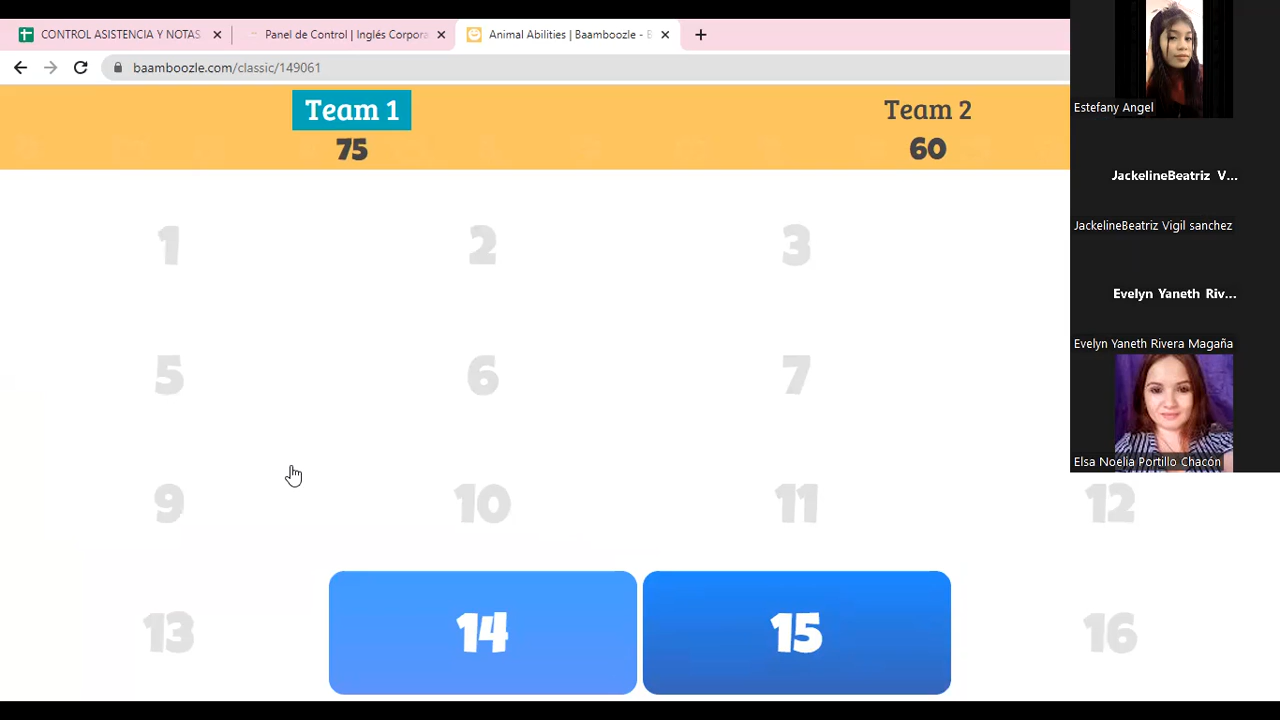 CONTROL ASISTENCIA Y NOTAS
Panel de Control | Inglés Corpora
Animal Abilities | Baamboozle - B
baamboozle.com/classic/149061
Team 1
75
Team 2
60
1
2
3
5
6
7
9
10
11
12
13
14
15
16
Estefany Angel
JackelineBeatriz V...
JackelineBeatriz Vigil sanchez
Evelyn Yaneth Riv...
Evelyn Yaneth Rivera Magaña
Elsa Noelia Portillo Chacón